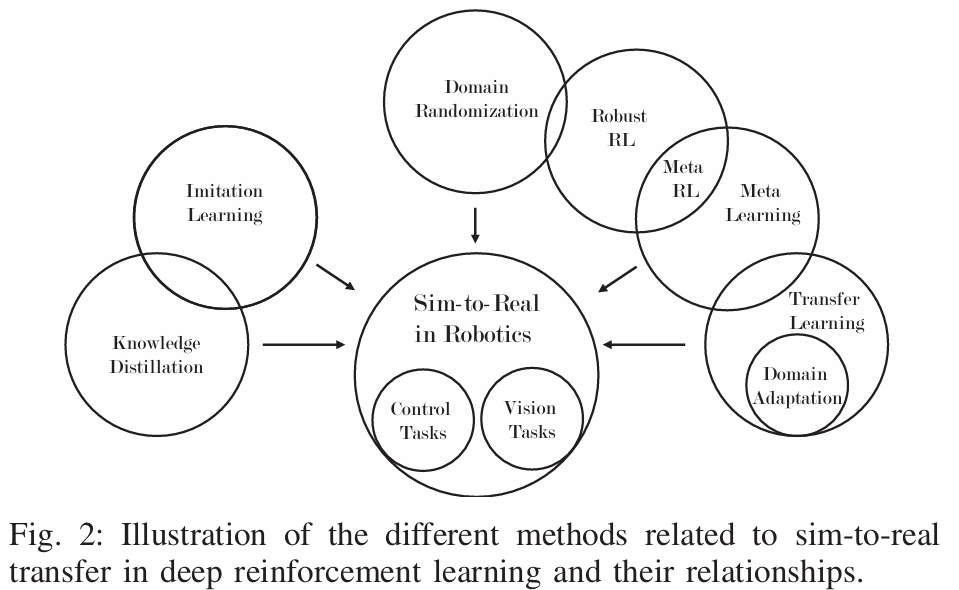 Domain
Randomization
Robust
RL
Meta
RL
Meta
Learning
Imitation
Learning
Knowledge
Distillation
Sim-to-Real
in Robotics
Control
Tasks
Vision
Tasks
Transfer
Learning
Domain
Adaptation
Fig. 2: Illustration of the different methods related to sim-to-real
transfer in deep reinforcement learning and their relationships.